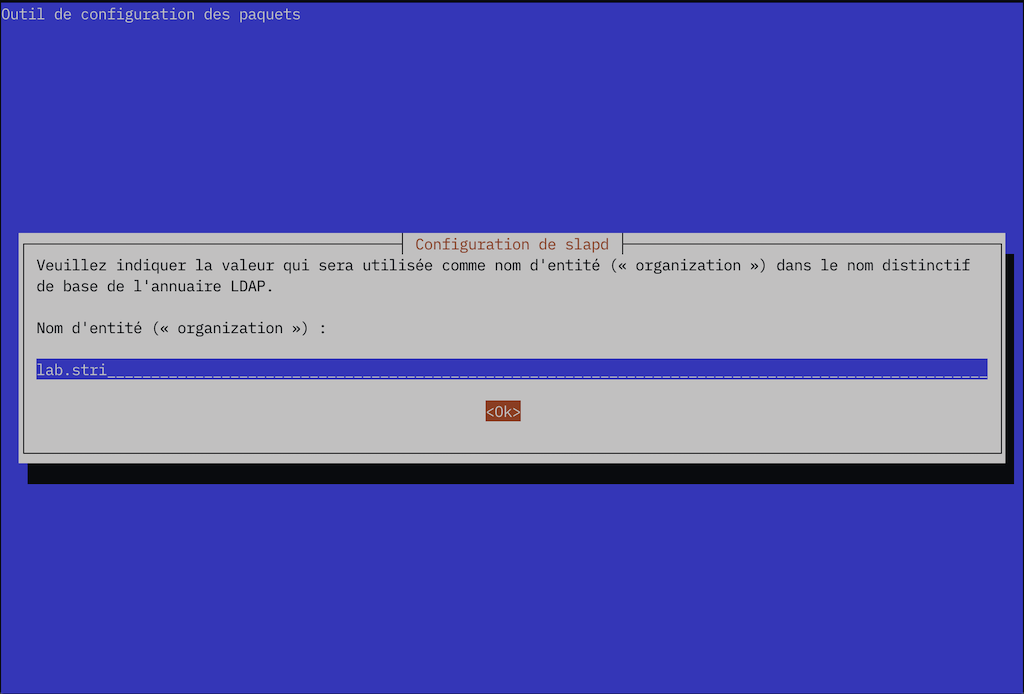 Outil de configuration des paquets
Configuration de slapd
Veuillez indiquer la valeur qui sera utilisée comme nom d'entité (« organization ») dans le nom distinctif
de base de l'annuaire LDAP.
Nom d'entité (« organization ») :
lab.stri
<Ok>